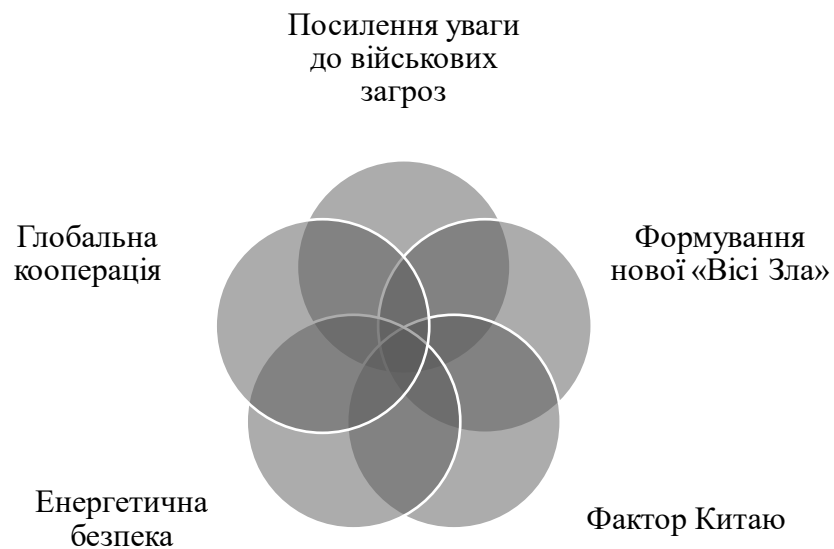 Посилення уваги
до військових
загроз
Глобальна
кооперація
Формування
нової «Вісі Зла»
Енергетична
безпека
Фактор Китаю